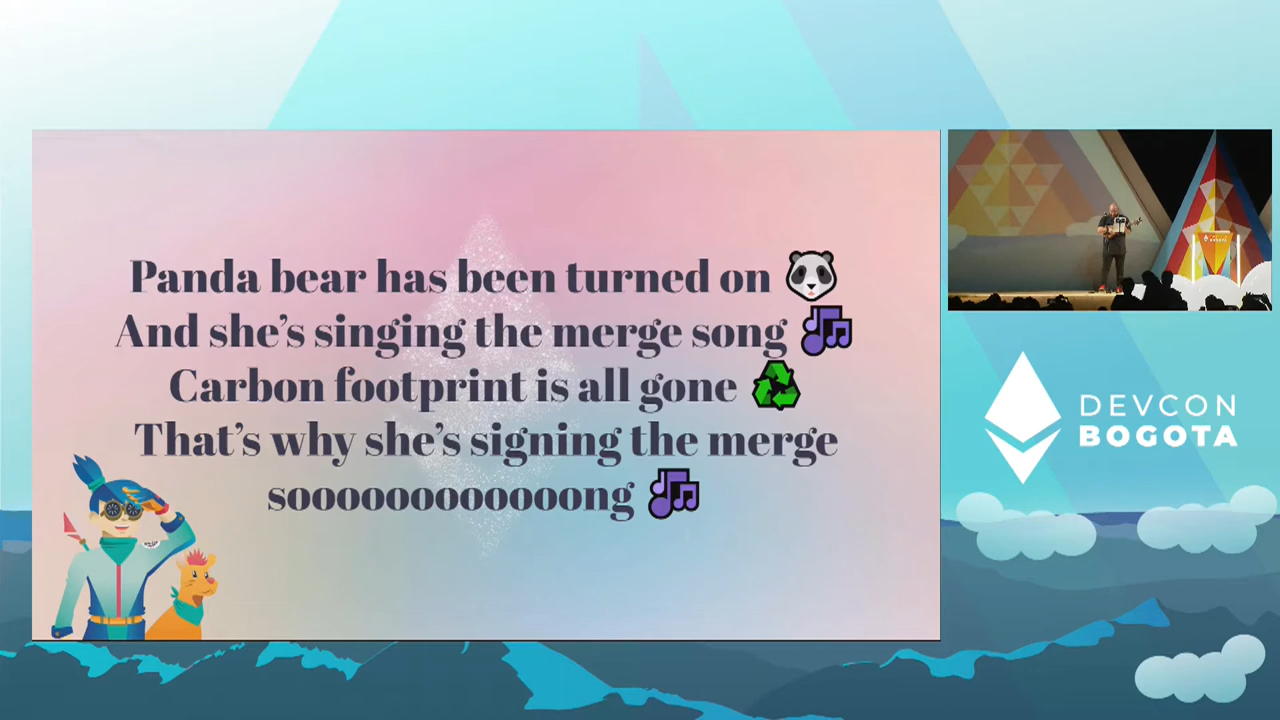 Panda bear has been turned on 🐼
And she's singing the merge song 🎶
Carbon footprint is all gone ♻
That's why she's signing the merge
sooooooooooooong 🎶
DEVCON
BOGOTA